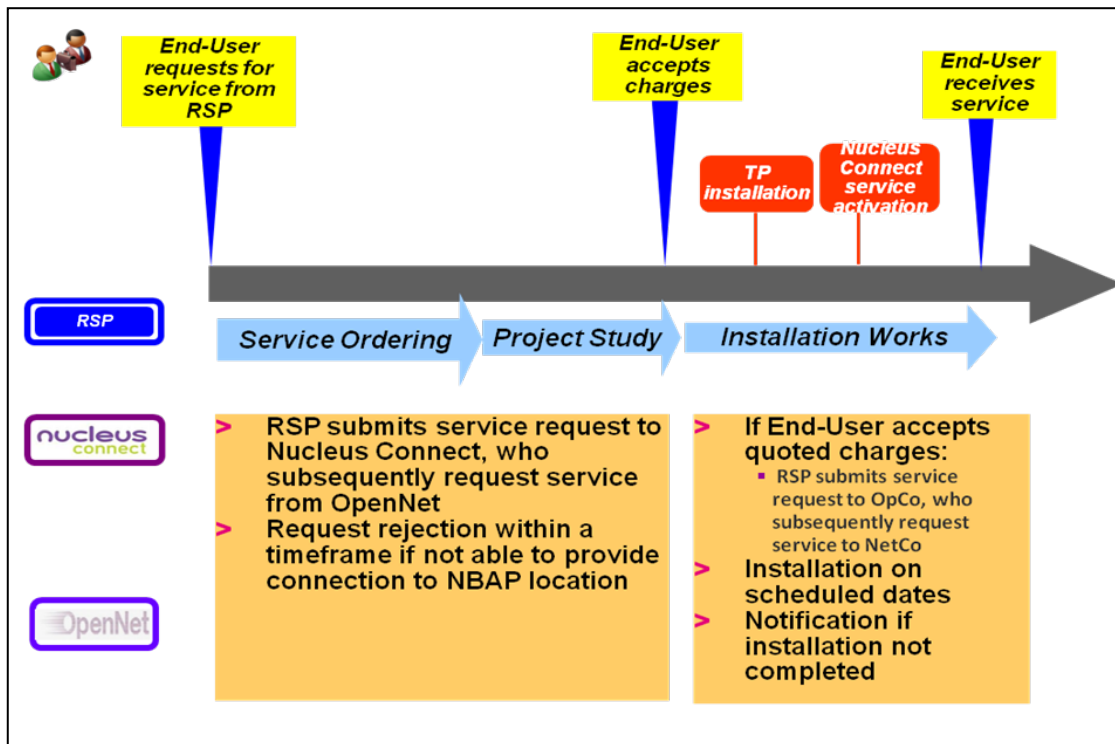 End-User
requests for
service from
RSP
End-User
accepts
charges
End-User
receives
service
TP
installation
Nucleus
Connect
service
activation
RSP
Service Ordering
Project Study
Installation Works
nucleus
connect
OpenNet
> RSP submits service request to
Nucleus Connect, who
subsequently request service
from OpenNet
> Request rejection within a
timeframe if not able to provide
connection to NBAP location
> If End-User accepts
quoted charges:
▪ RSP submits service
request to OpCo, who
subsequently request
service to NetCo
> Installation on
scheduled dates
> Notification if
installation not
completed